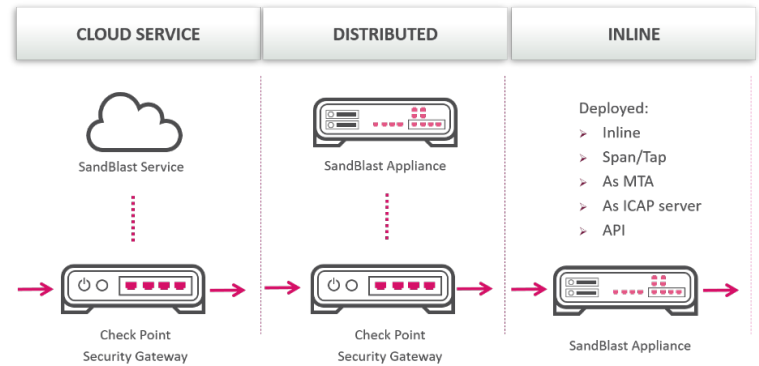 CLOUD SERVICE
DISTRIBUTED
INLINE
SandBlast Service
Check Point
Security Gateway
SandBlast Appliance
Check Point
Security Gateway
Deployed:
Inline
Span/Tap
As MTA
As ICAP server
API
SandBlast Appliance